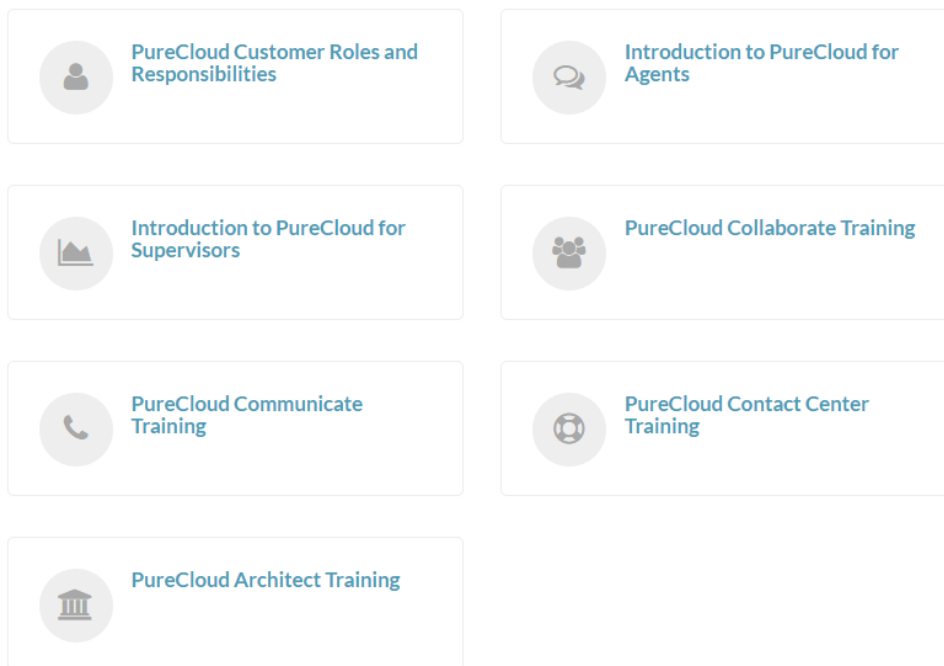 PureCloud Customer Roles and
Responsibilities
Introduction to PureCloud for
Agents
Introduction to PureCloud for
Supervisors
PureCloud Collaborate Training
PureCloud Communicate
Training
PureCloud Contact Center
Training
PureCloud Architect Training